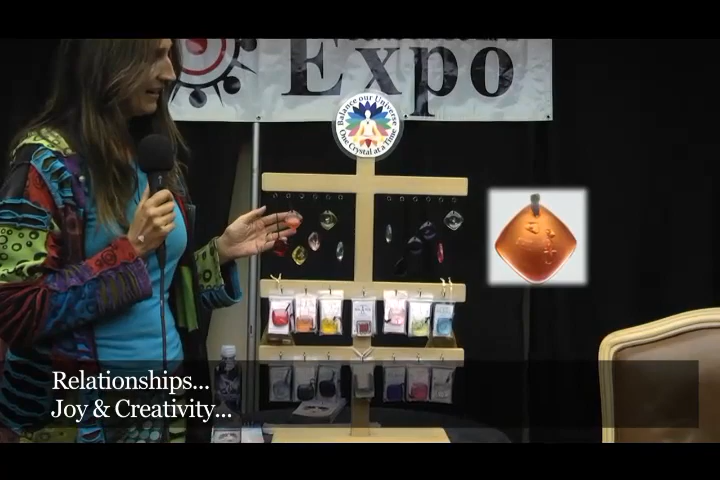 Expo
Balance our Universe
One Crystal at a Time
Relationships...
Joy & Creativity...